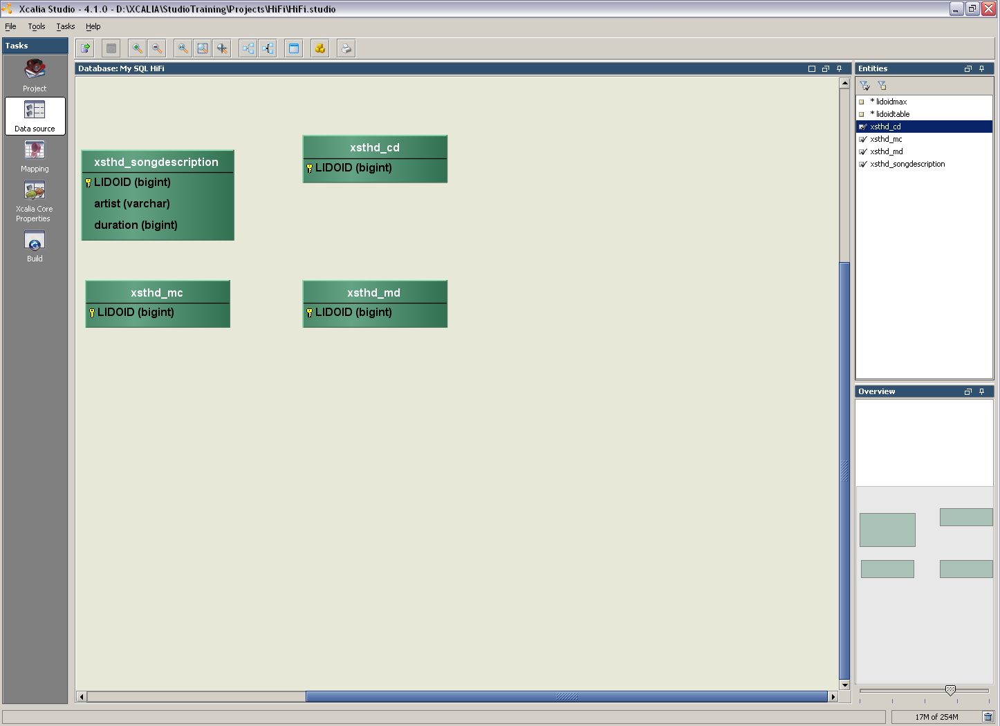 Xcalia Studio - 4.1.0 - D:\XCALIA\StudioTraining\Projects\HiFi\HiFi.studio
File Tools Tasks Help
Tasks
Project
Data source
Mapping
Xcalia Core
Properties
Build
Database: My SQL HiFi
xsthd_songdescription
LIDOID (bigint)
artist (varchar)
duration (bigint)
xsthd_cd
LIDOID (bigint)
xsthd_mc
LIDOID (bigint)
xsthd_md
LIDOID (bigint)
Entities
* lidoidmax
* lidoidtable
xsthd_cd
xsthd_mc
xsthd_md
xsthd_songdescription
Overview
17M of 254M